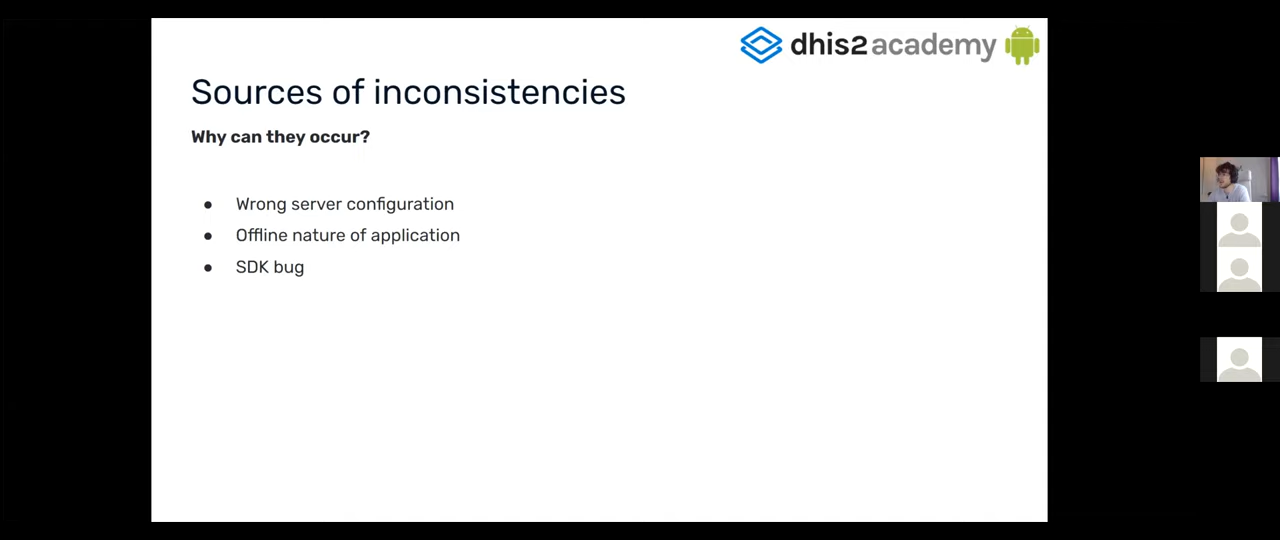 dhis2 academy
Sources of inconsistencies
Why can they occur?
● Wrong server configuration
● Offline nature of application
● SDK bug